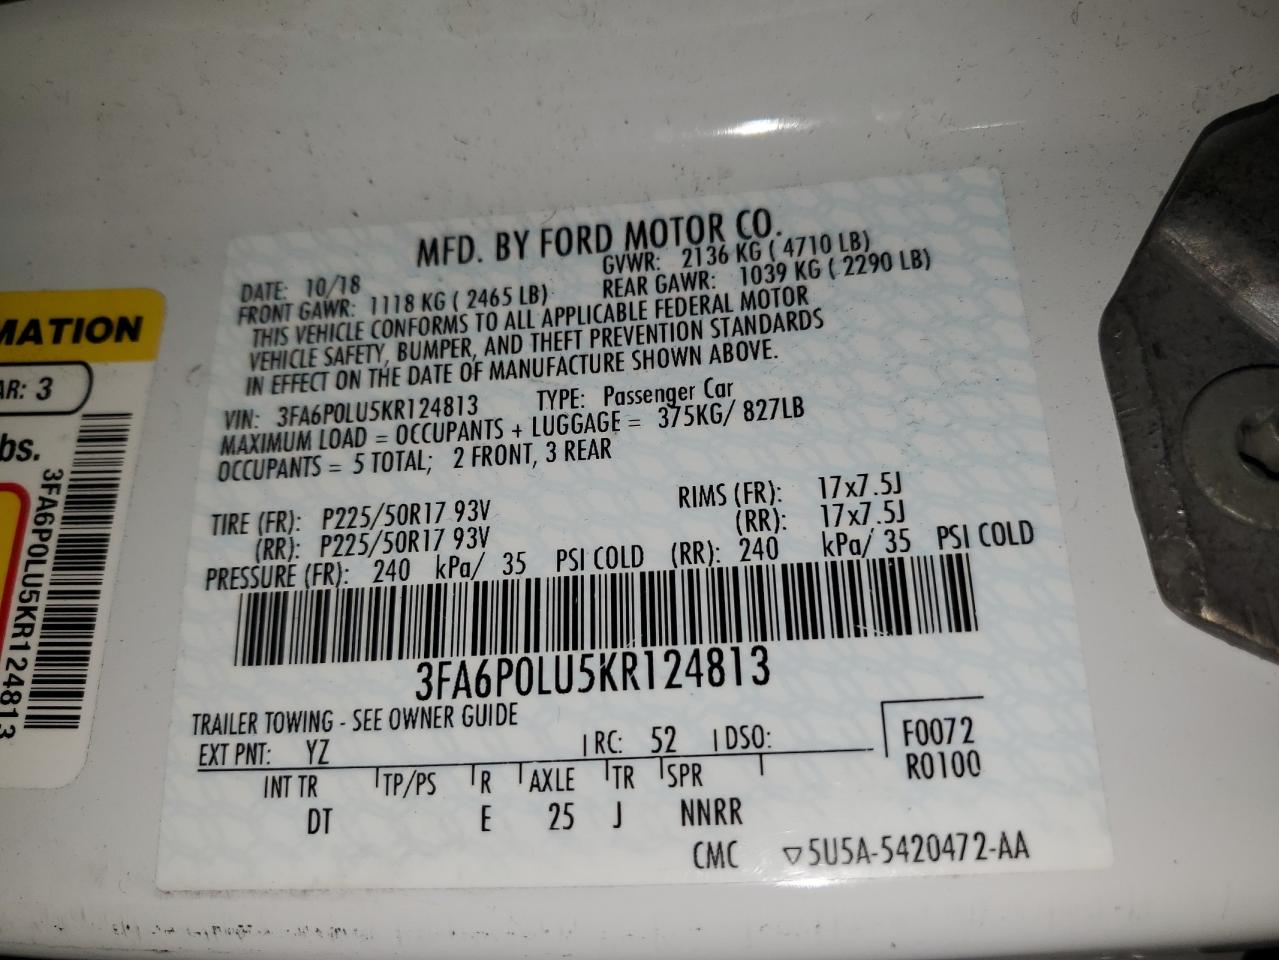 MFD. BY FORD MOTOR CO.
DATE: 10/18 GVWR: 2136 KG ( 4710 LB)
FRONT GAWR: 1118 KG ( 2465 LB) REAR GAWR: 1039 KG ( 2290 LB)
THIS VEHICLE CONFORMS TO ALL APPLICABLE FEDERAL MOTOR
VEHICLE SAFETY, BUMPER, AND THEFT PREVENTION STANDARDS
IN EFFECT ON THE DATE OF MANUFACTURE SHOWN ABOVE.
VIN: 3FA6P0LU5KR124813 TYPE: Passenger Car
MAXIMUM LOAD = OCCUPANTS + LUGGAGE = 375KG/ 827LB
OCCUPANTS = 5 TOTAL; 2 FRONT, 3 REAR
TIRE (FR): P225/50R17 93V RIMS (FR): 17x7.5J
(RR): P225/50R17 93V (RR): 17x7.5J
PRESSURE (FR): 240 kPa/ 35 PSI COLD (RR): 240 kPa/ 35 PSI COLD
3FA6P0LU5KR124813
TRAILER TOWING - SEE OWNER GUIDE
EXT PNT: YZ RC: 52 DSO: F0072
R0100
INT TR TP/PS R AXLE TR SPR
DT E 25 J NNRR
CMC ▽5U5A-5420472-AA
MATION
AR: 3
bs.
3FA6P0LU5KR124813